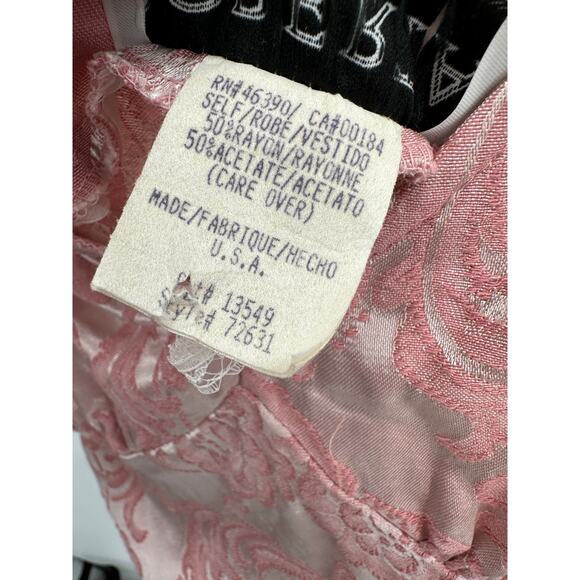 RN#46390/ CA#00184
SELF/ROBE/VESTIDO
50%RAYON/RAYONNE
50%ACETATE/ACETATO
(CARE OVER)
MADE/FABRIQUE/HECHO
U.S.A.
13549
Style# 72631